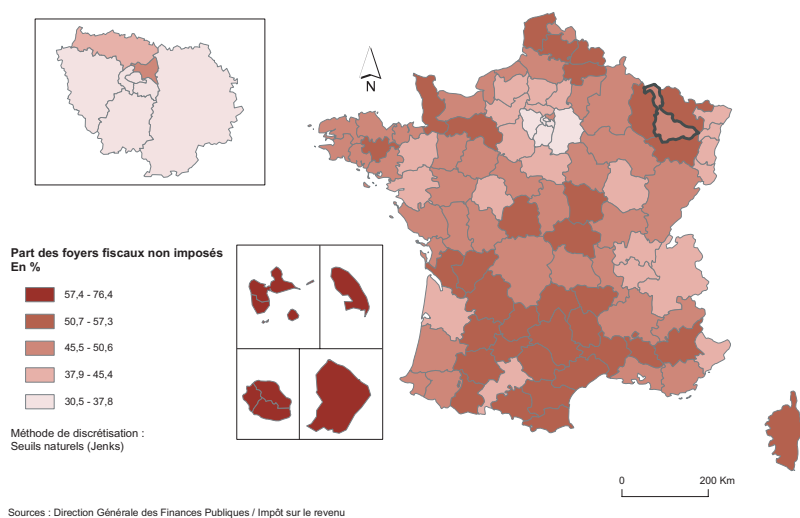 N
Part des foyers fiscaux non imposés
En %
57,4 - 76,4
50,7 - 57,3
45,5 - 50,6
37,9 - 45,4
30,5 - 37,8
Méthode de discrétisation :
Seuils naturels (Jenks)
0 200 Km
Sources : Direction Générale des Finances Publiques / Impôt sur le revenu